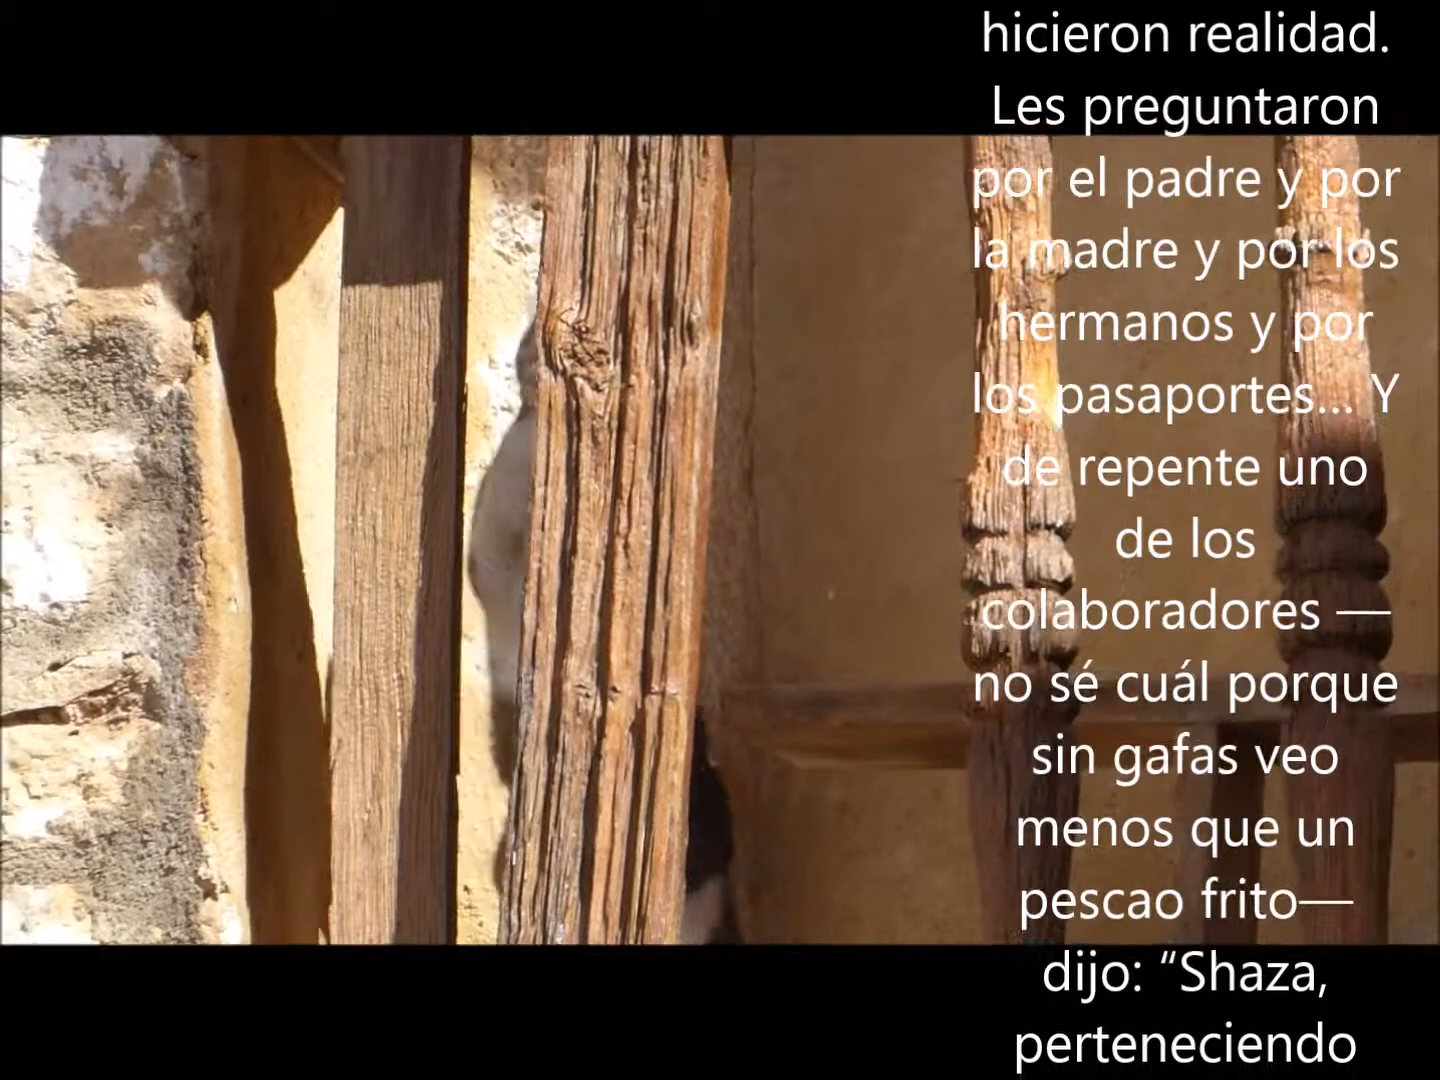 hicieron realidad.
Les preguntaron
por el padre y por
la madre y por los
hermanos y por
los pasaportes... Y
de repente uno
de los
colaboradores —
no sé cuál porque
sin gafas veo
menos que un
pescao frito—
dijo: “Shaza,
perteneciendo